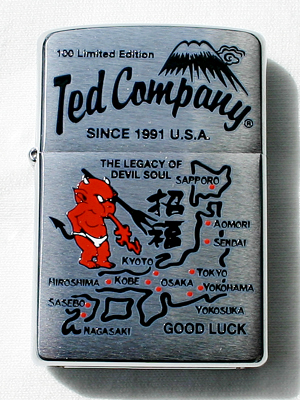 100 Limited Edition
Ted Company®
SINCE 1991 U.S.A.
THE LEGACY OF
DEVIL SOUL
SAPPORO
招福
AOMORI
SENDAI
KYOTO
TOKYO
HIROSHIMA
KOBE
OSAKA
YOKOHAMA
SASEBO
YOKOSUKA
NAGASAKI
GOOD LUCK